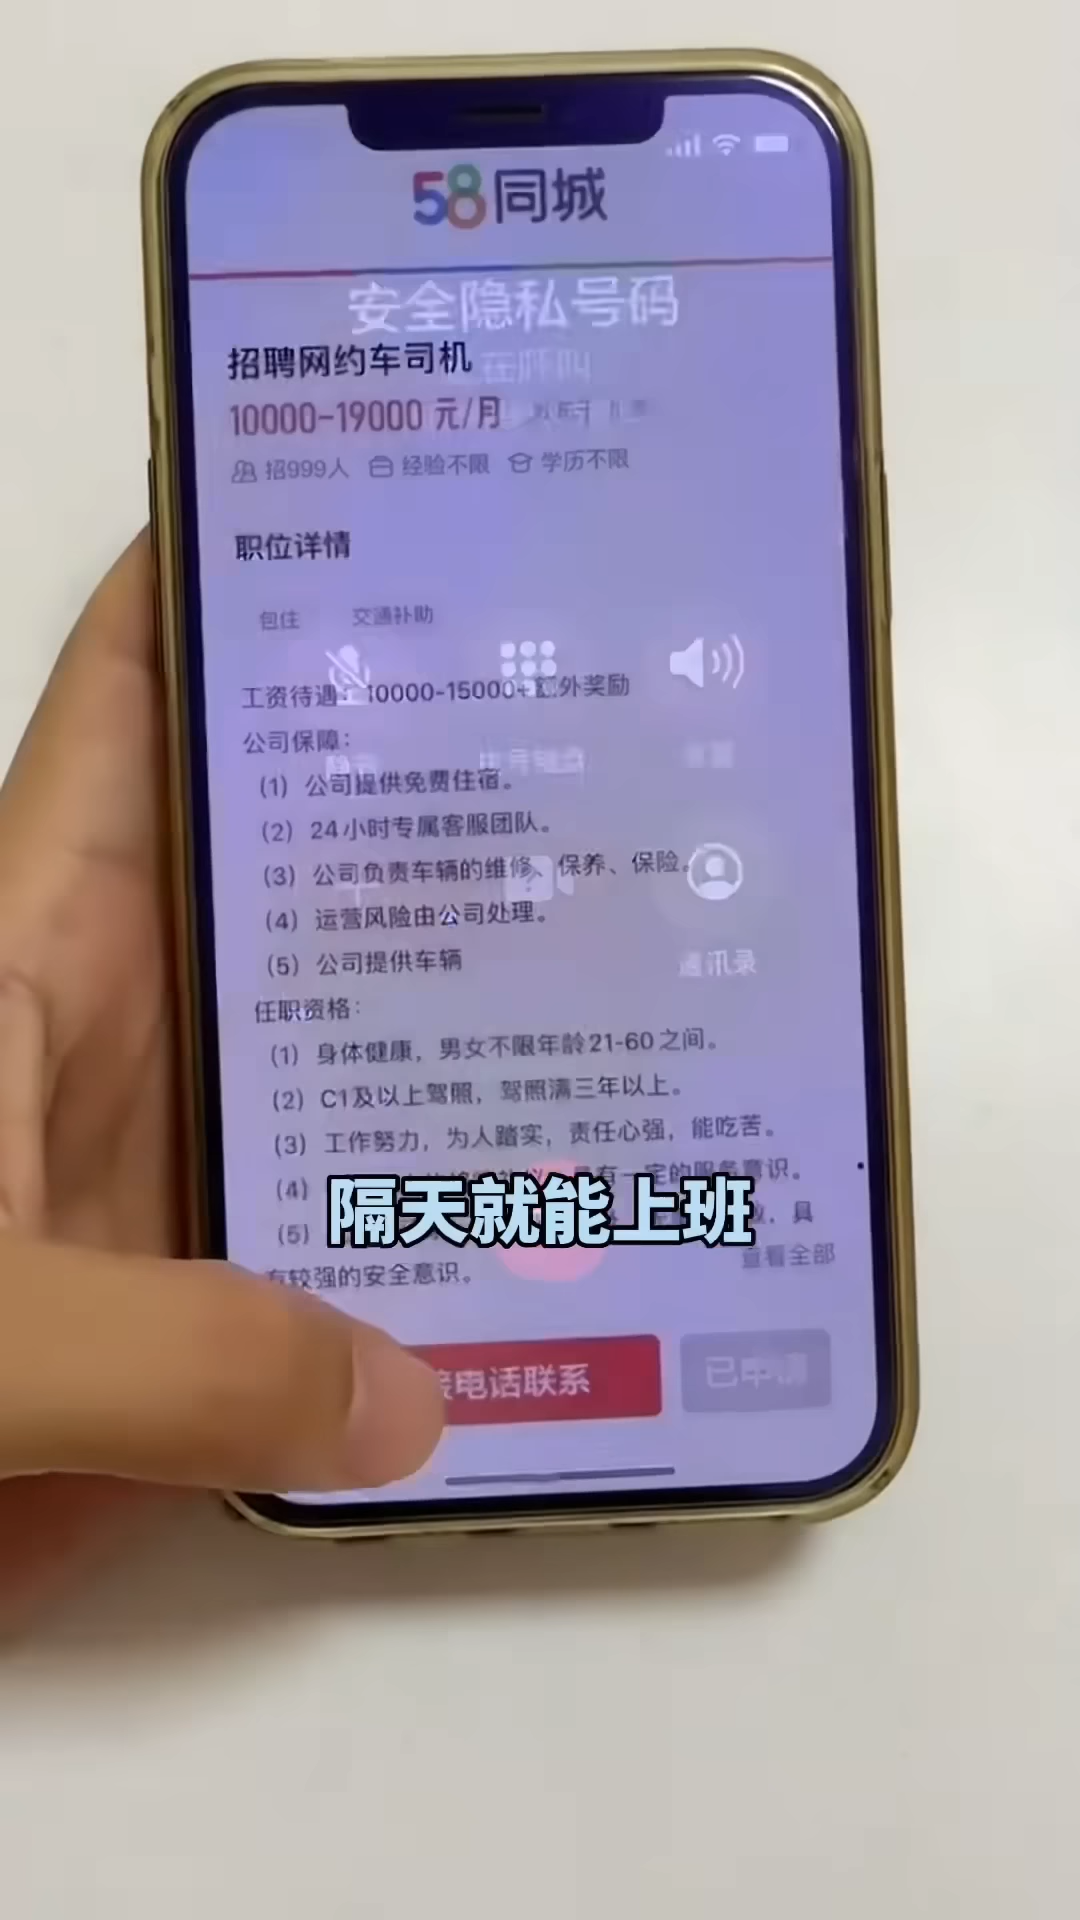 58同城
安全隐私号码
招聘网约车司机
10000-19000 元/月
招999人 经验不限 学历不限
职位详情
包住 交通补助
工资待遇：10000-15000+额外奖励
公司保障：
（1）公司提供免费住宿。
（2）24小时专属客服团队。
（3）公司负责车辆的维修、保养、保险。
（4）运营风险由公司处理。
（5）公司提供车辆
通讯录
任职资格：
（1）身体健康，男女不限年龄21-60之间。
（2）C1及以上驾照，驾照满三年以上。
（3）工作努力，为人踏实，责任心强，能吃苦。
（4） 具有一定的服务意识。
隔天就能上班
（5） 具
有较强的安全意识。
查看全部
电话联系
已申请